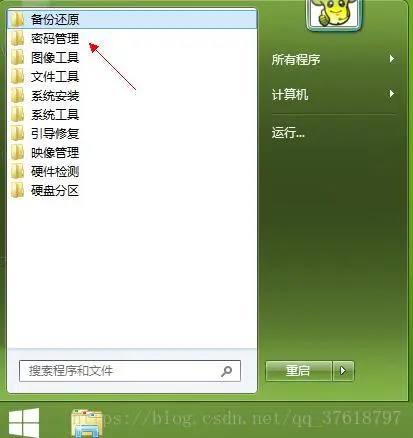 备份还原
密码管理
图像工具
文件工具
系统安装
系统工具
引导修复
映像管理
硬件检测
硬盘分区
搜索程序和文件
所有程序
计算机
运行...
重启
https://blog.csdn.net/qq_37618797